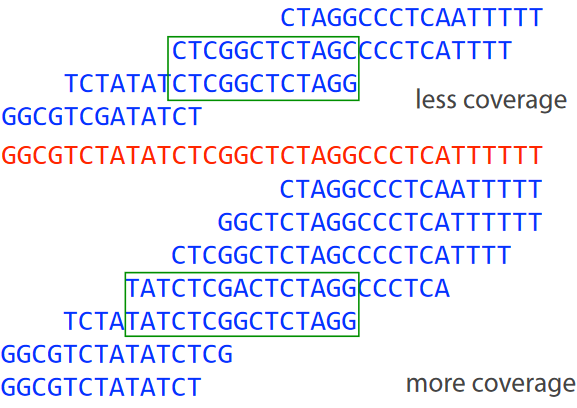 CTAGGCCCTCAATTTTT
CTCGGCTCTAGCCCCTCATTTT
TCTATATCTCGGCTCTAGG
less coverage
GGCGTCGATATCT
GGCGTCTATATCTCGGCTCTAGGCCCTCATTTTTT
CTAGGCCCTCAATTTTT
GGCTCTAGGCCCTCATTTTTT
CTCGGCTCTAGCCCCTCATTTT
TATCTCGACTCTAGGCCCTCA
TCTATATCTCGGCTCTAGG
GGCGTCTATATCTCG
GGCGTCTATATCT
more coverage